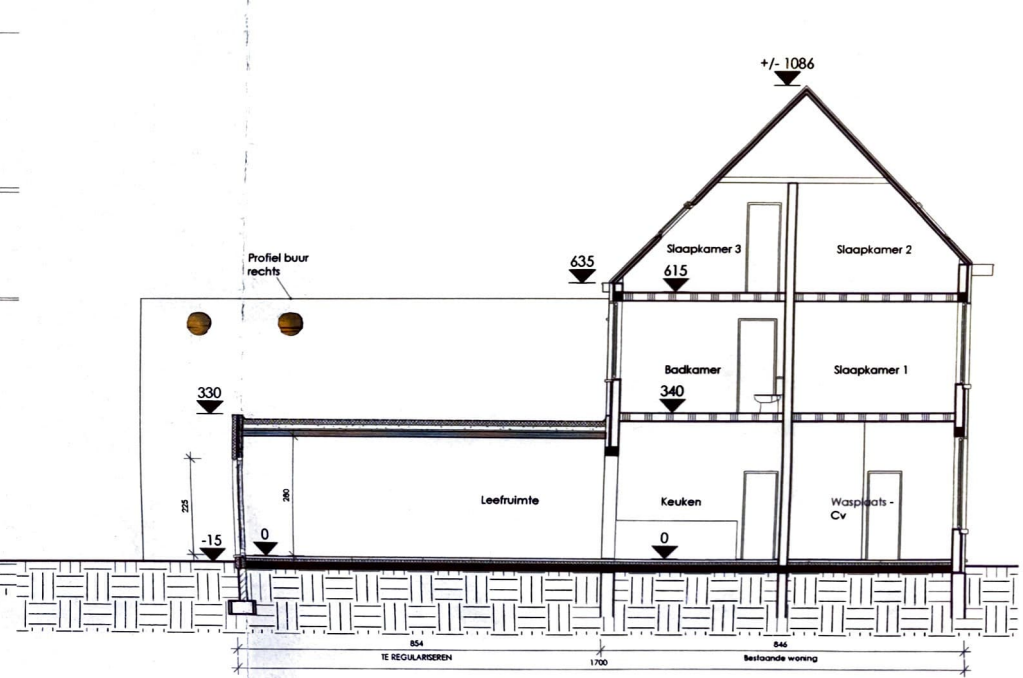 +/- 1086
Slaapkamer 3
Slaapkamer 2
Profiel buur
rechts
635
615
Badkamer
Slaapkamer 1
330
340
225
280
Leefruimte
Keuken
Wasplaats -
Cv
-15
0
0
854
846
TE REGULARISEREN
1700
Bestaande woning